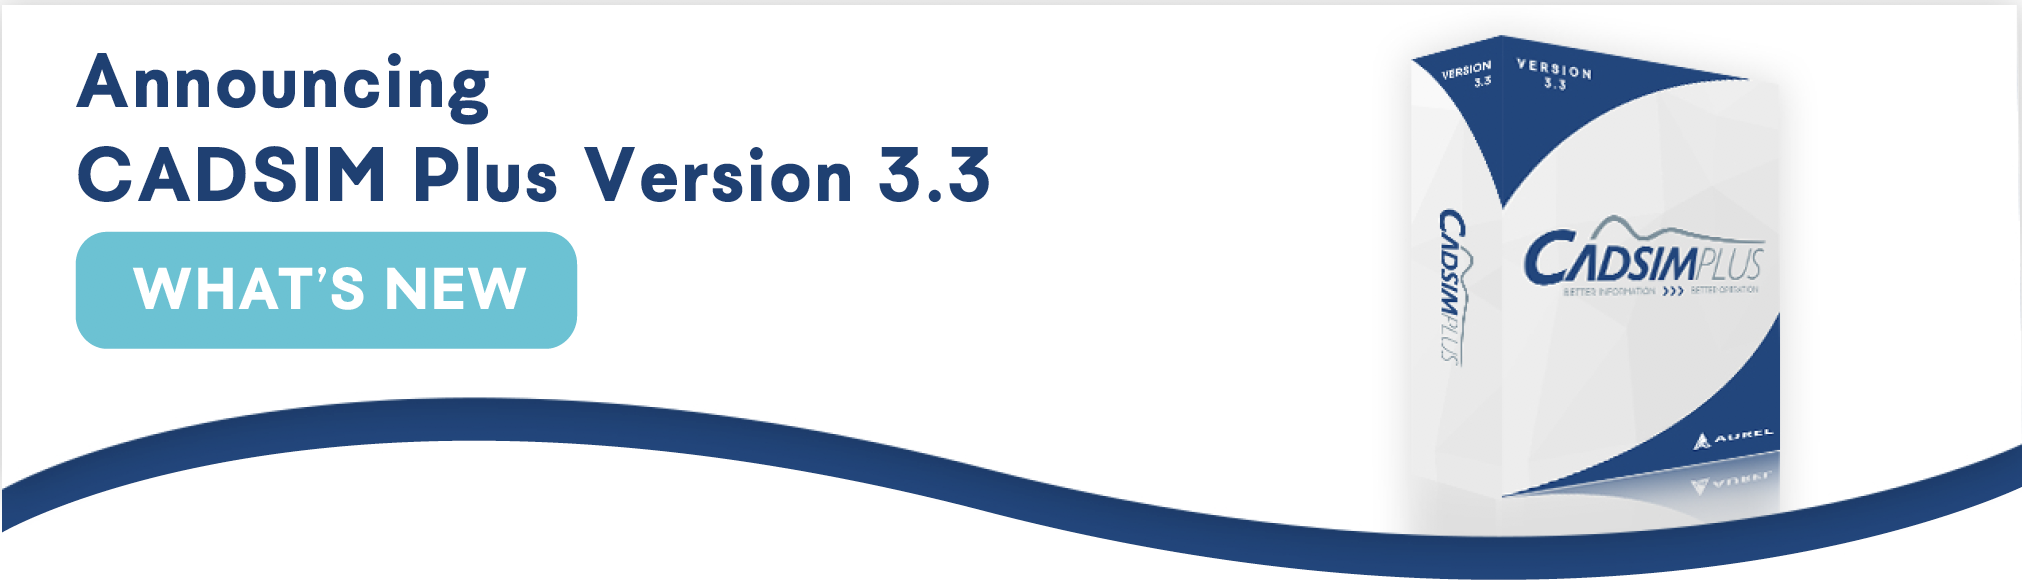 Announcing
CADSIM Plus Version 3.3
WHAT'S NEW
VERSION
3.3
VERSION
3.3
CADSIMPLUS
CADSIMPLUS
BETTER INFORMATION >>> BETTER OPERATION
AUREL